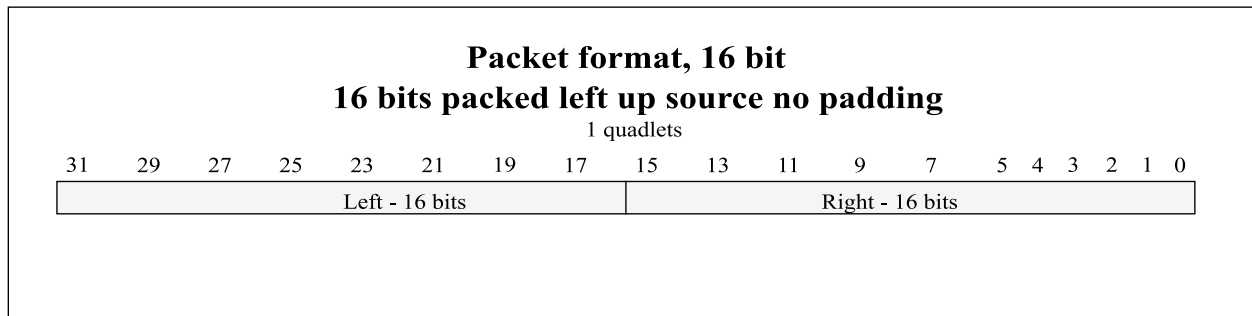 Packet format, 16 bit
16 bits packed left up source no padding
1 quadlets
31 29 27 25 23 21 19 17 15 13 11 9 7 5 4 3 2 1 0
Left - 16 bits Right - 16 bits